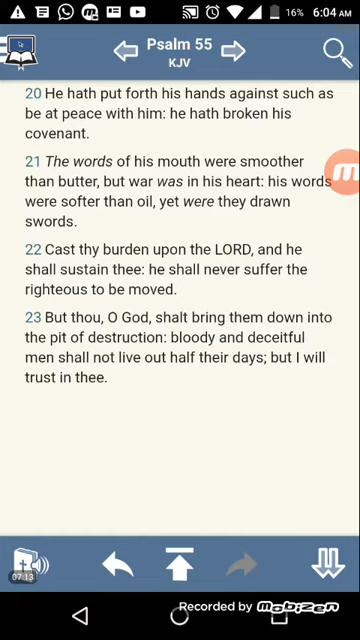 16% 6:04 AM
Psalm 55
KJV
20 He hath put forth his hands against such as
be at peace with him: he hath broken his
covenant.
21 The words of his mouth were smoother
than butter, but war was in his heart: his words
were softer than oil, yet were they drawn
swords.
22 Cast thy burden upon the LORD, and he
shall sustain thee: he shall never suffer the
righteous to be moved.
23 But thou, O God, shalt bring them down into
the pit of destruction: bloody and deceitful
men shall not live out half their days; but I will
trust in thee.
07:13
Recorded by mobizen